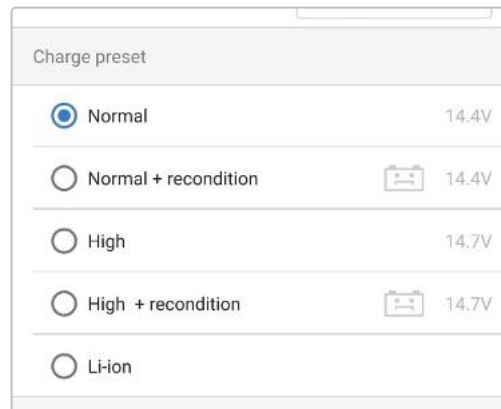 Charge preset
Normal 14.4V
Normal + recondition 14.4V
High 14.7V
High + recondition 14.7V
Li-ion